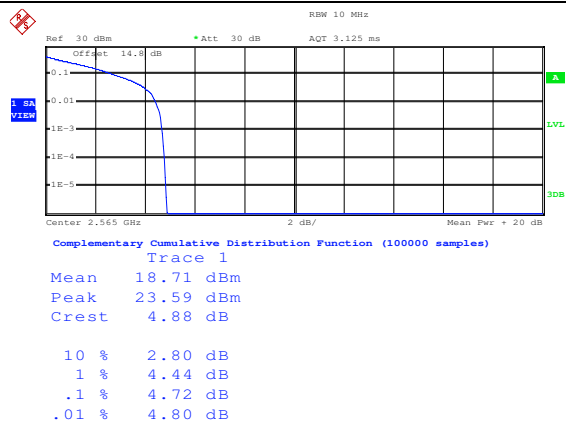 R S
RBW 10 MHz
Ref 30 dBm * Att 30 dB AQT 3.125 ms
Offset 14.8 dB
0.1
A
0.01
1 SA
VIEW
1E-3
LVL
1E-4
1E-5
3DB
Center 2.565 GHz 2 dB/ Mean Pwr + 20 dB
Complementary Cumulative Distribution Function (100000 samples)
Trace 1
Mean 18.71 dBm
Peak 23.59 dBm
Crest 4.88 dB
10 % 2.80 dB
1 % 4.44 dB
.1 % 4.72 dB
.01 % 4.80 dB